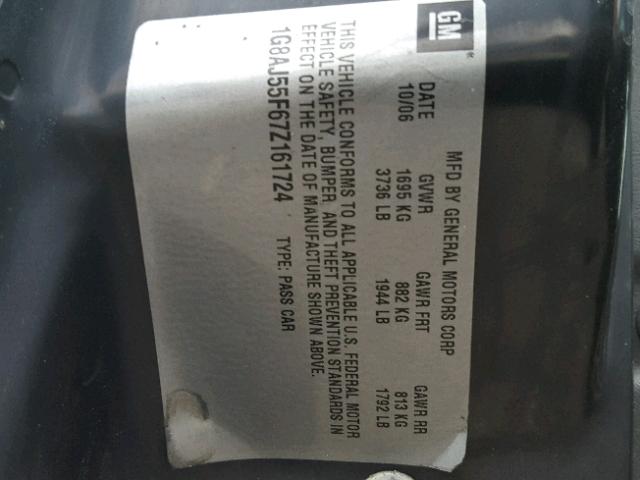 GM
MFD BY GENERAL MOTORS CORP
DATE GVWR GAWR FRT GAWR RR
10/06 1695 KG 882 KG 813 KG
3736 LB 1944 LB 1792 LB
THIS VEHICLE CONFORMS TO ALL APPLICABLE U.S. FEDERAL MOTOR
VEHICLE SAFETY, BUMPER, AND THEFT PREVENTION STANDARDS IN
EFFECT ON THE DATE OF MANUFACTURE SHOWN ABOVE.
1G8AJ55F67Z161724 TYPE: PASS CAR